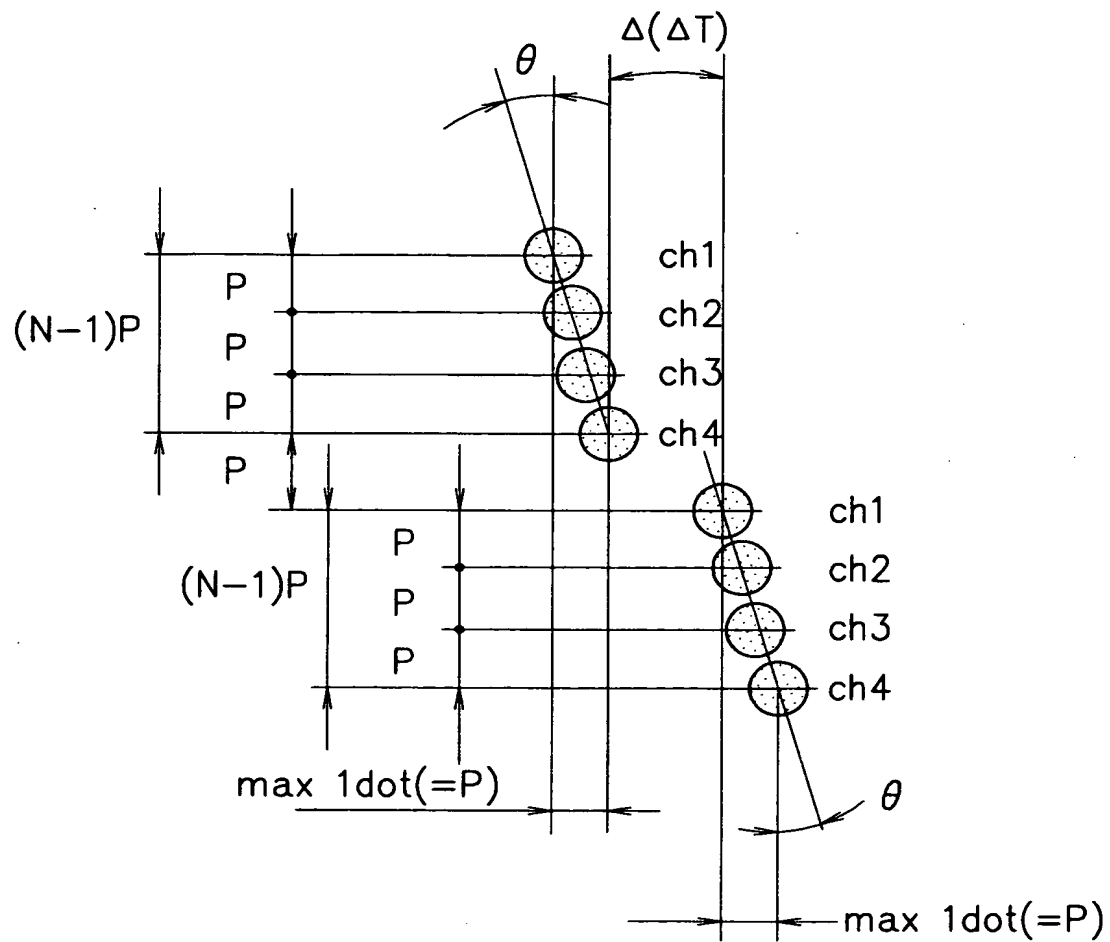 Δ(ΔT)
θ
ch1
P
ch2
(N−1)P
P
ch3
P
ch4
P
ch1
P
ch2
(N−1)P
P
ch3
P
ch4
max 1dot(=P)
θ
max 1dot(=P)